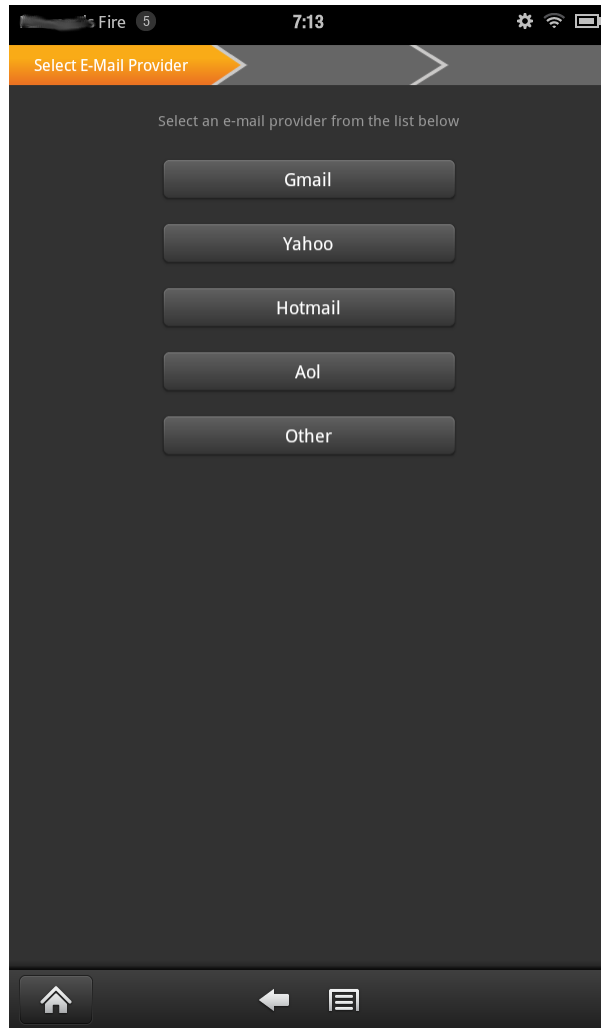 Fire 5 7:13
Select E-Mail Provider
Select an e-mail provider from the list below
Gmail
Yahoo
Hotmail
Aol
Other